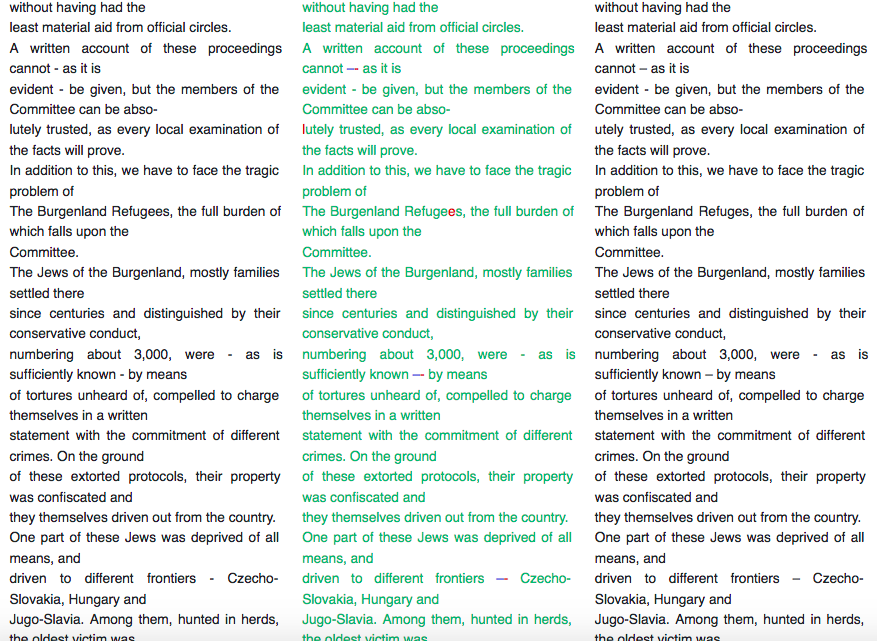 without having had the
least material aid from official circles.
A written account of these proceedings
cannot - as it is
evident - be given, but the members of the
Committee can be abso-
lutely trusted, as every local examination of
the facts will prove.
In addition to this, we have to face the tragic
problem of
The Burgenland Refugees, the full burden of
which falls upon the
Committee.
The Jews of the Burgenland, mostly families
settled there
since centuries and distinguished by their
conservative conduct,
numbering about 3,000, were - as is
sufficiently known - by means
of tortures unheard of, compelled to charge
themselves in a written
statement with the commitment of different
crimes. On the ground
of these extorted protocols, their property
was confiscated and
they themselves driven out from the country.
One part of these Jews was deprived of all
means, and
driven to different frontiers - Czecho-
Slovakia, Hungary and
Jugo-Slavia. Among them, hunted in herds,
the oldest victim was
without having had the
least material aid from official circles.
A written account of these proceedings
cannot –- as it is
evident - be given, but the members of the
Committee can be abso-
lutely trusted, as every local examination of
the facts will prove.
In addition to this, we have to face the tragic
problem of
The Burgenland Refugees, the full burden of
which falls upon the
Committee.
The Jews of the Burgenland, mostly families
settled there
since centuries and distinguished by their
conservative conduct,
numbering about 3,000, were - as is
sufficiently known –- by means
of tortures unheard of, compelled to charge
themselves in a written
statement with the commitment of different
crimes. On the ground
of these extorted protocols, their property
was confiscated and
they themselves driven out from the country.
One part of these Jews was deprived of all
means, and
driven to different frontiers –- Czecho-
Slovakia, Hungary and
Jugo-Slavia. Among them, hunted in herds,
the oldest victim was
without having had the
least material aid from official circles.
A written account of these proceedings
cannot – as it is
evident - be given, but the members of the
Committee can be abso-
utely trusted, as every local examination of
the facts will prove.
In addition to this, we have to face the tragic
problem of
The Burgenland Refuges, the full burden of
which falls upon the
Committee.
The Jews of the Burgenland, mostly families
settled there
since centuries and distinguished by their
conservative conduct,
numbering about 3,000, were - as is
sufficiently known – by means
of tortures unheard of, compelled to charge
themselves in a written
statement with the commitment of different
crimes. On the ground
of these extorted protocols, their property
was confiscated and
they themselves driven out from the country.
One part of these Jews was deprived of all
means, and
driven to different frontiers – Czecho-
Slovakia, Hungary and
Jugo-Slavia. Among them, hunted in herds,
the oldest victim was